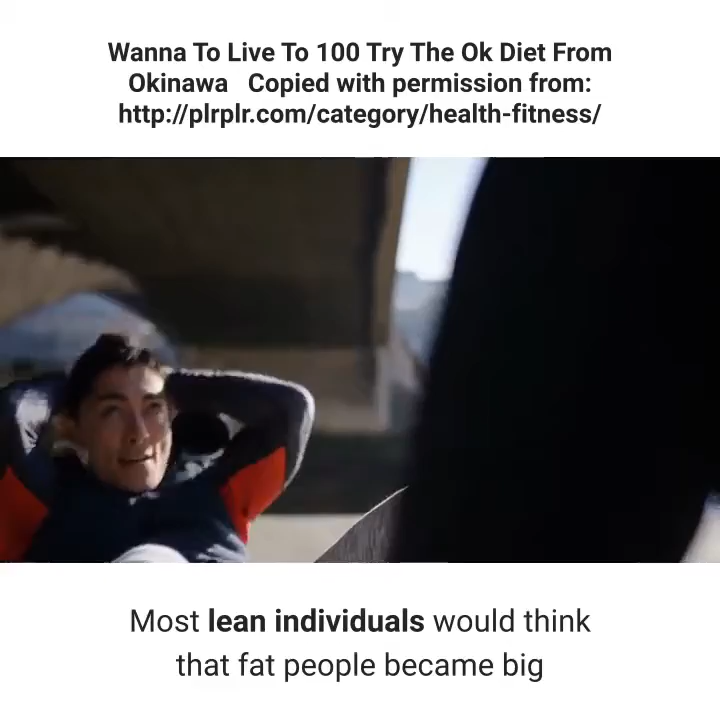 Wanna To Live To 100 Try The Ok Diet From
Okinawa   Copied with permission from:
http://plrplr.com/category/health-fitness/
Most lean individuals would think
that fat people became big